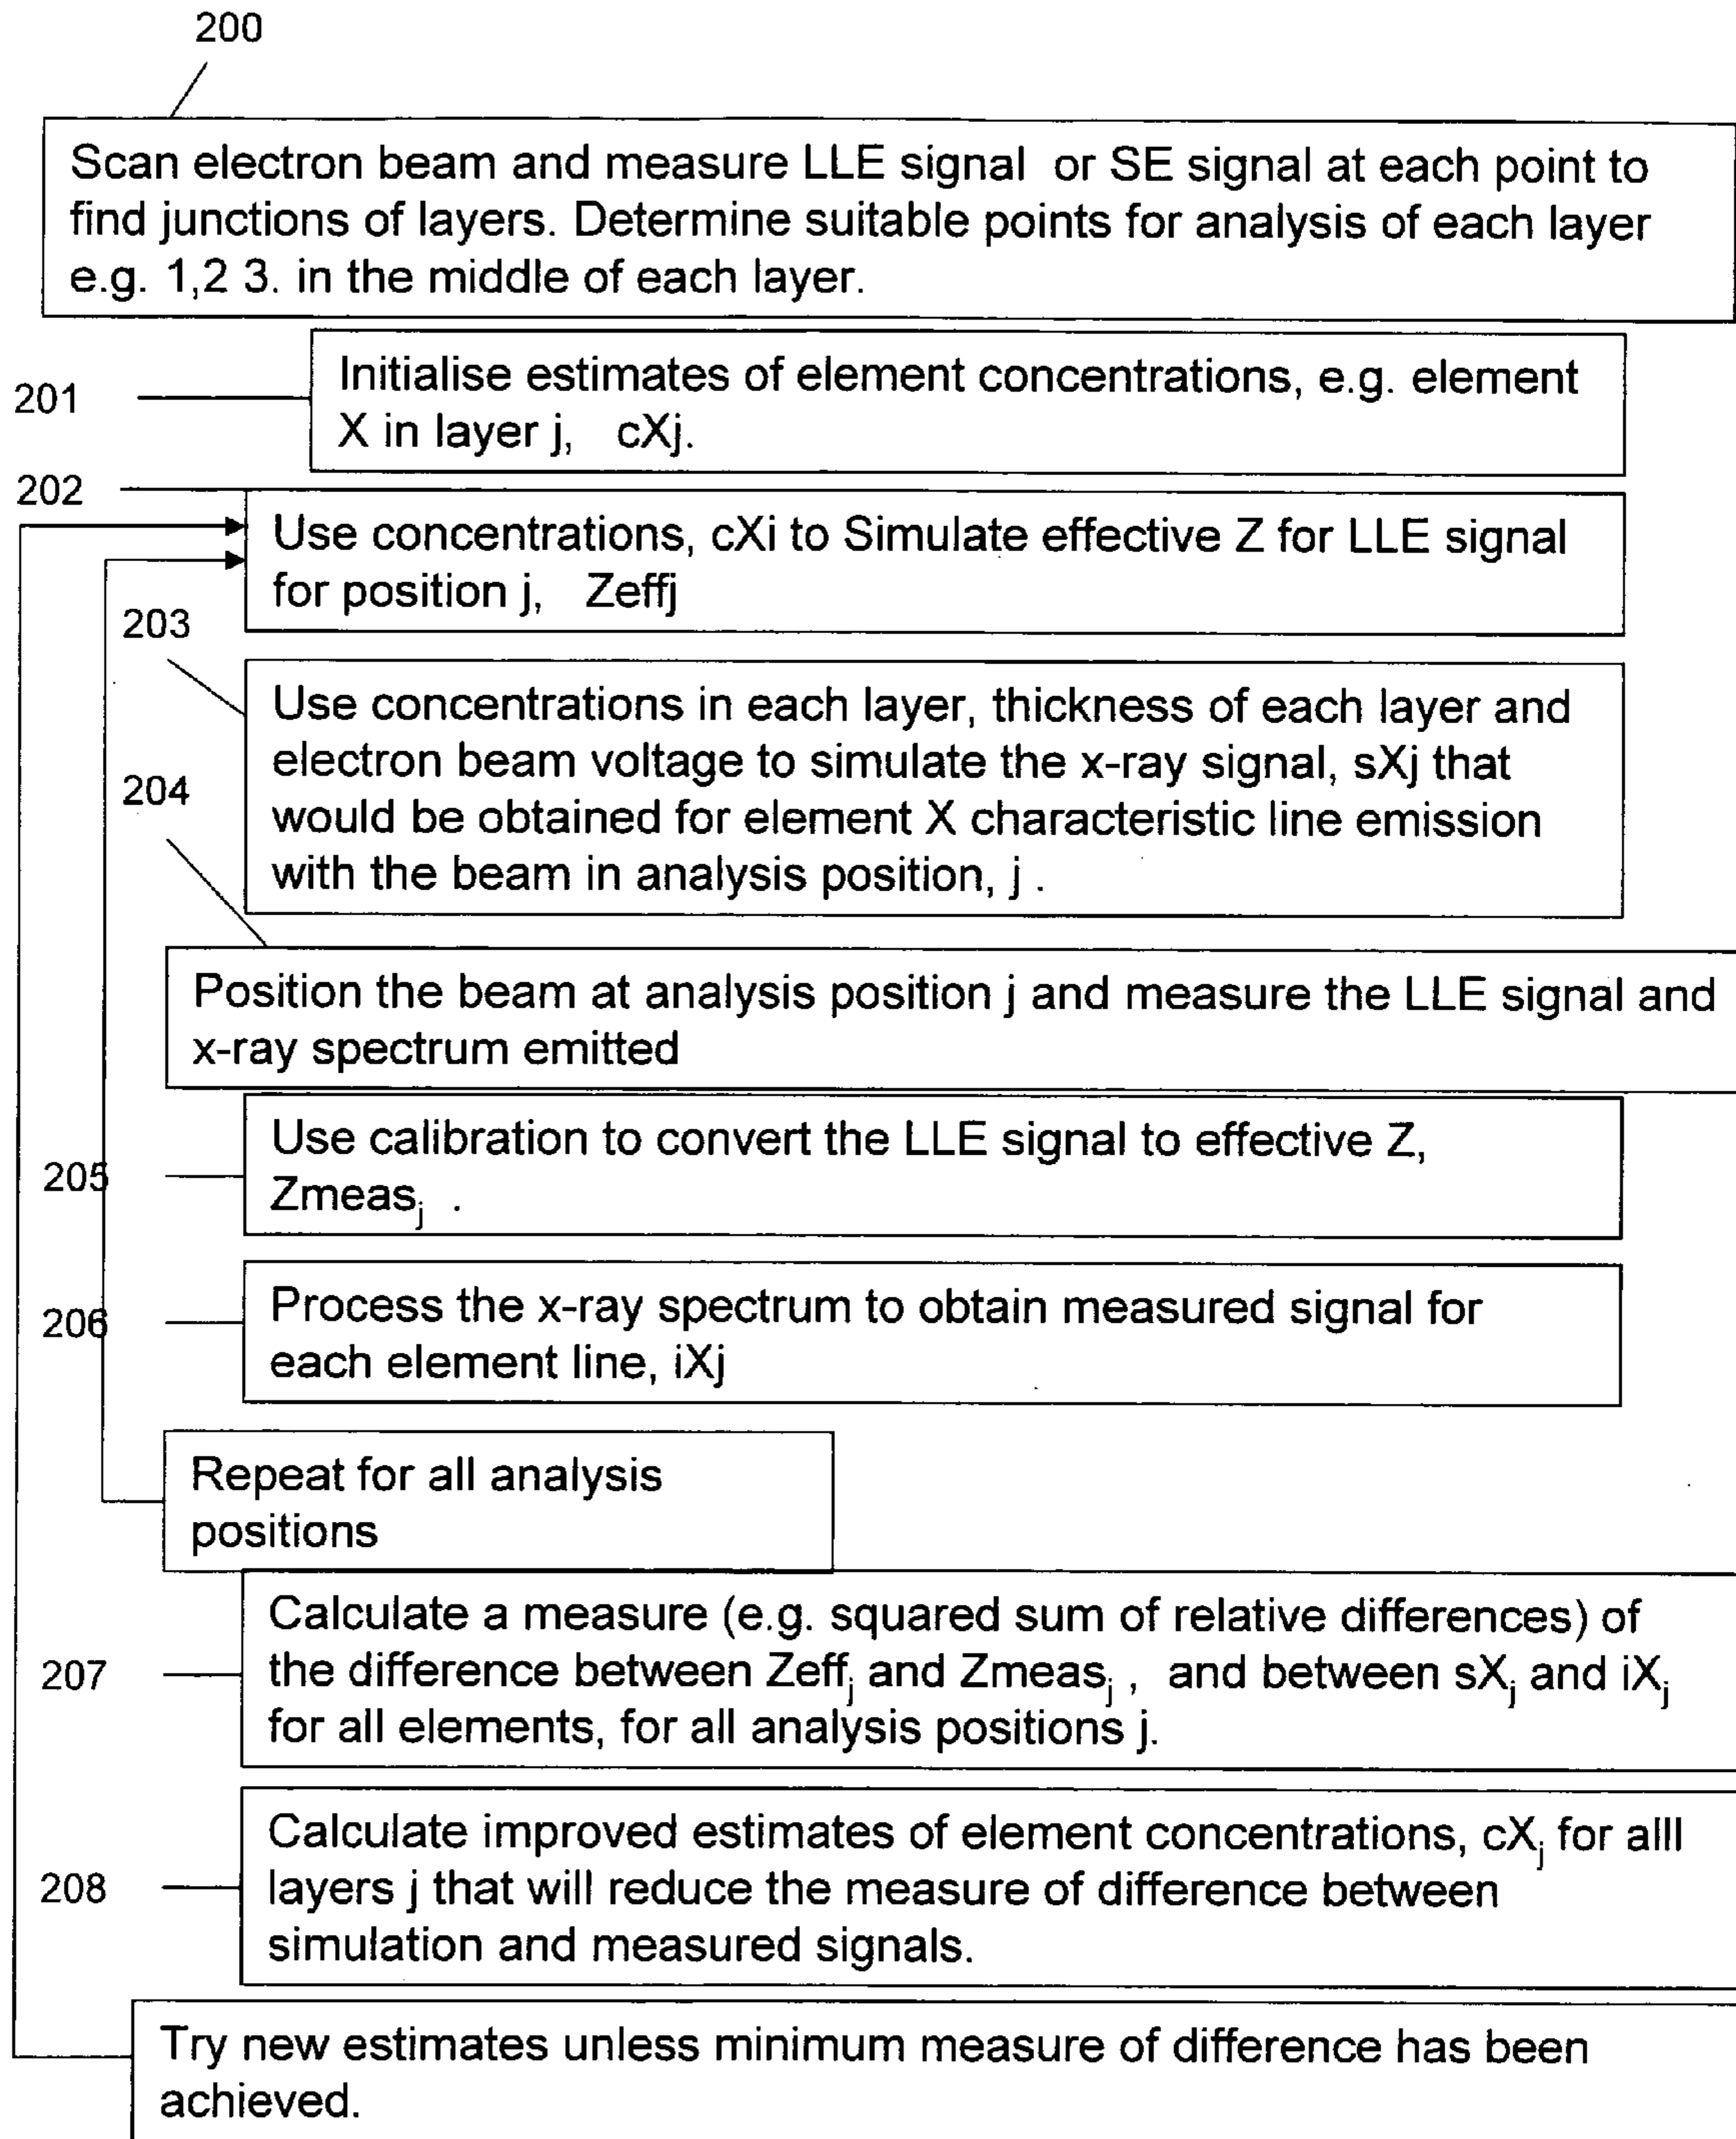 200
Scan electron beam and measure LLE signal or SE signal at each point to
find junctions of layers. Determine suitable points for analysis of each layer
e.g. 1,2 3. in the middle of each layer.
201
Initialise estimates of element concentrations, e.g. element
X in layer j, cXj.
202
Use concentrations, cXi to Simulate effective Z for LLE signal
for position j, Zeffj
203
Use concentrations in each layer, thickness of each layer and
electron beam voltage to simulate the x-ray signal, sXj that
would be obtained for element X characteristic line emission
with the beam in analysis position, j .
204
Position the beam at analysis position j and measure the LLE signal and
x-ray spectrum emitted
205
Use calibration to convert the LLE signal to effective Z,
Zmeasj .
206
Process the x-ray spectrum to obtain measured signal for
each element line, iXj
Repeat for all analysis
positions
207
Calculate a measure (e.g. squared sum of relative differences) of
the difference between Zeffj and Zmeasj , and between sXj and iXj
for all elements, for all analysis positions j.
208
Calculate improved estimates of element concentrations, cXj for alll
layers j that will reduce the measure of difference between
simulation and measured signals.
Try new estimates unless minimum measure of difference has been
achieved.